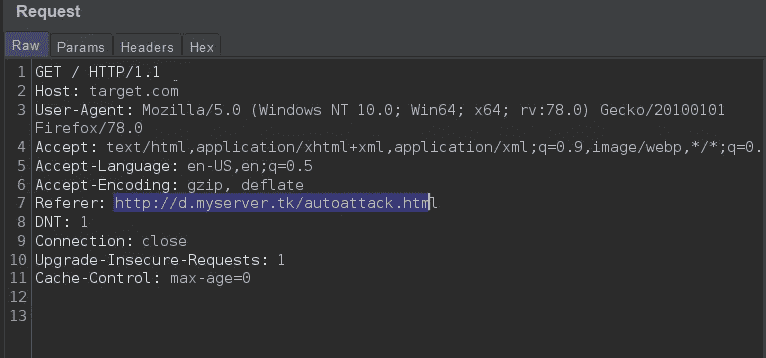 Request
Raw Params Headers Hex
1 GET / HTTP/1.1
2 Host: target.com
3 User-Agent: Mozilla/5.0 (Windows NT 10.0; Win64; x64; rv:78.0) Gecko/20100101
Firefox/78.0
4 Accept: text/html,application/xhtml+xml,application/xml;q=0.9,image/webp,*/*;q=0.
5 Accept-Language: en-US,en;q=0.5
6 Accept-Encoding: gzip, deflate
7 Referer: http://d.myserver.tk/autoattack.html
8 DNT: 1
9 Connection: close
10 Upgrade-Insecure-Requests: 1
11 Cache-Control: max-age=0
12
13